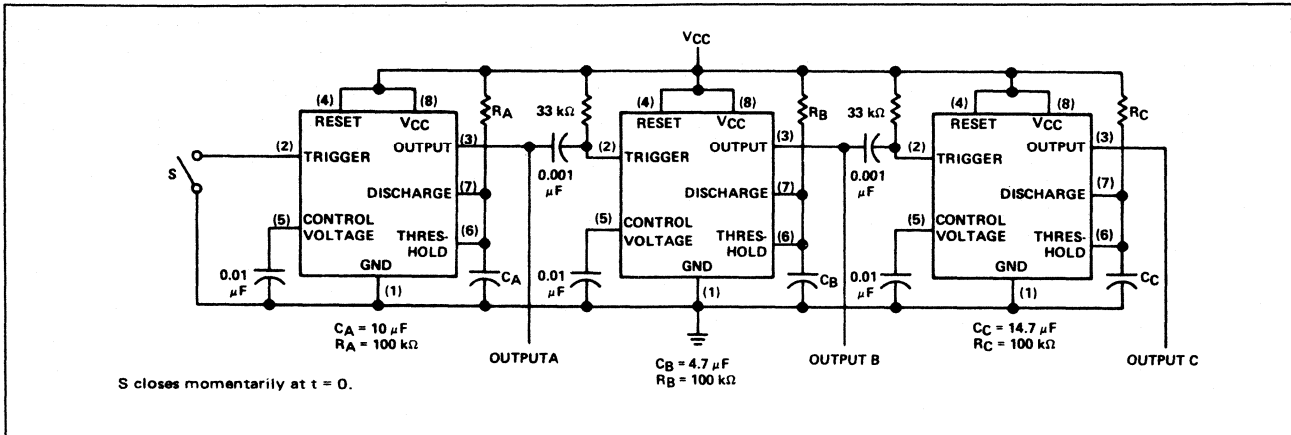 VCC
(4) (8)
RESET VCC
OUTPUT
(3)
(2)
TRIGGER
DISCHARGE
(7)
(5)
CONTROL
VOLTAGE
THRES-
HOLD
(6)
GND
(1)
S
0.01
μF
RA
CA
33 kΩ
0.001
μF
CA = 10 μF
RA = 100 kΩ
OUTPUT A
(4) (8)
RESET VCC
OUTPUT
(3)
(2)
TRIGGER
DISCHARGE
(7)
(5)
CONTROL
VOLTAGE
THRES-
HOLD
(6)
GND
(1)
0.01
μF
RB
CB
33 kΩ
0.001
μF
CB = 4.7 μF
RB = 100 kΩ
OUTPUT B
(4) (8)
RESET VCC
OUTPUT
(3)
(2)
TRIGGER
DISCHARGE
(7)
(5)
CONTROL
VOLTAGE
THRES-
HOLD
(6)
GND
(1)
0.01
μF
RC
CC
CC = 14.7 μF
RC = 100 kΩ
OUTPUT C
S closes momentarily at t = 0.